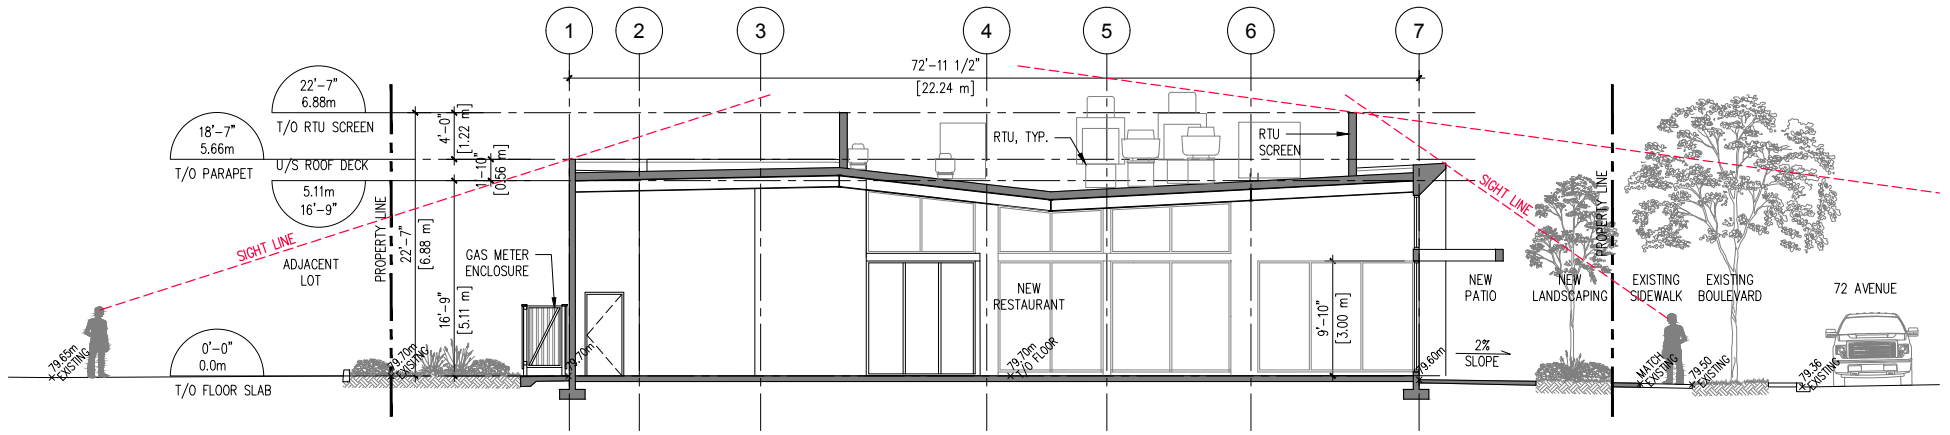 1
2
3
4
5
6
7
72'-11 1/2"
[22.24 m]
22'-7"
6.88m
T/O RTU SCREEN
18'-7"
5.66m
T/O PARAPET
U/S ROOF DECK
5.11m
16'-9"
4'-0"
[1.22 m]
1'-10"
[0.56 m]
RTU, TYP.
RTU
SCREEN
SIGHT LINE
ADJACENT
LOT
PROPERTY LINE
22'-7"
[6.88 m]
GAS METER
ENCLOSURE
16'-9"
[5.11 m]
0'-0"
0.0m
T/O FLOOR SLAB
79.65m
EXISTING
79.70m
EXISTING
79.70m
NEW
RESTAURANT
79.70m
T/O FLOOR
9'-10"
[3.00 m]
79.60m
SIGHT LINE
NEW
PATIO
2%
SLOPE
NEW
LANDSCAPING
PROPERTY LINE
EXISTING
SIDEWALK
EXISTING
BOULEVARD
72 AVENUE
MATCH
EXISTING
79.50
EXISTING
79.36
EXISTING